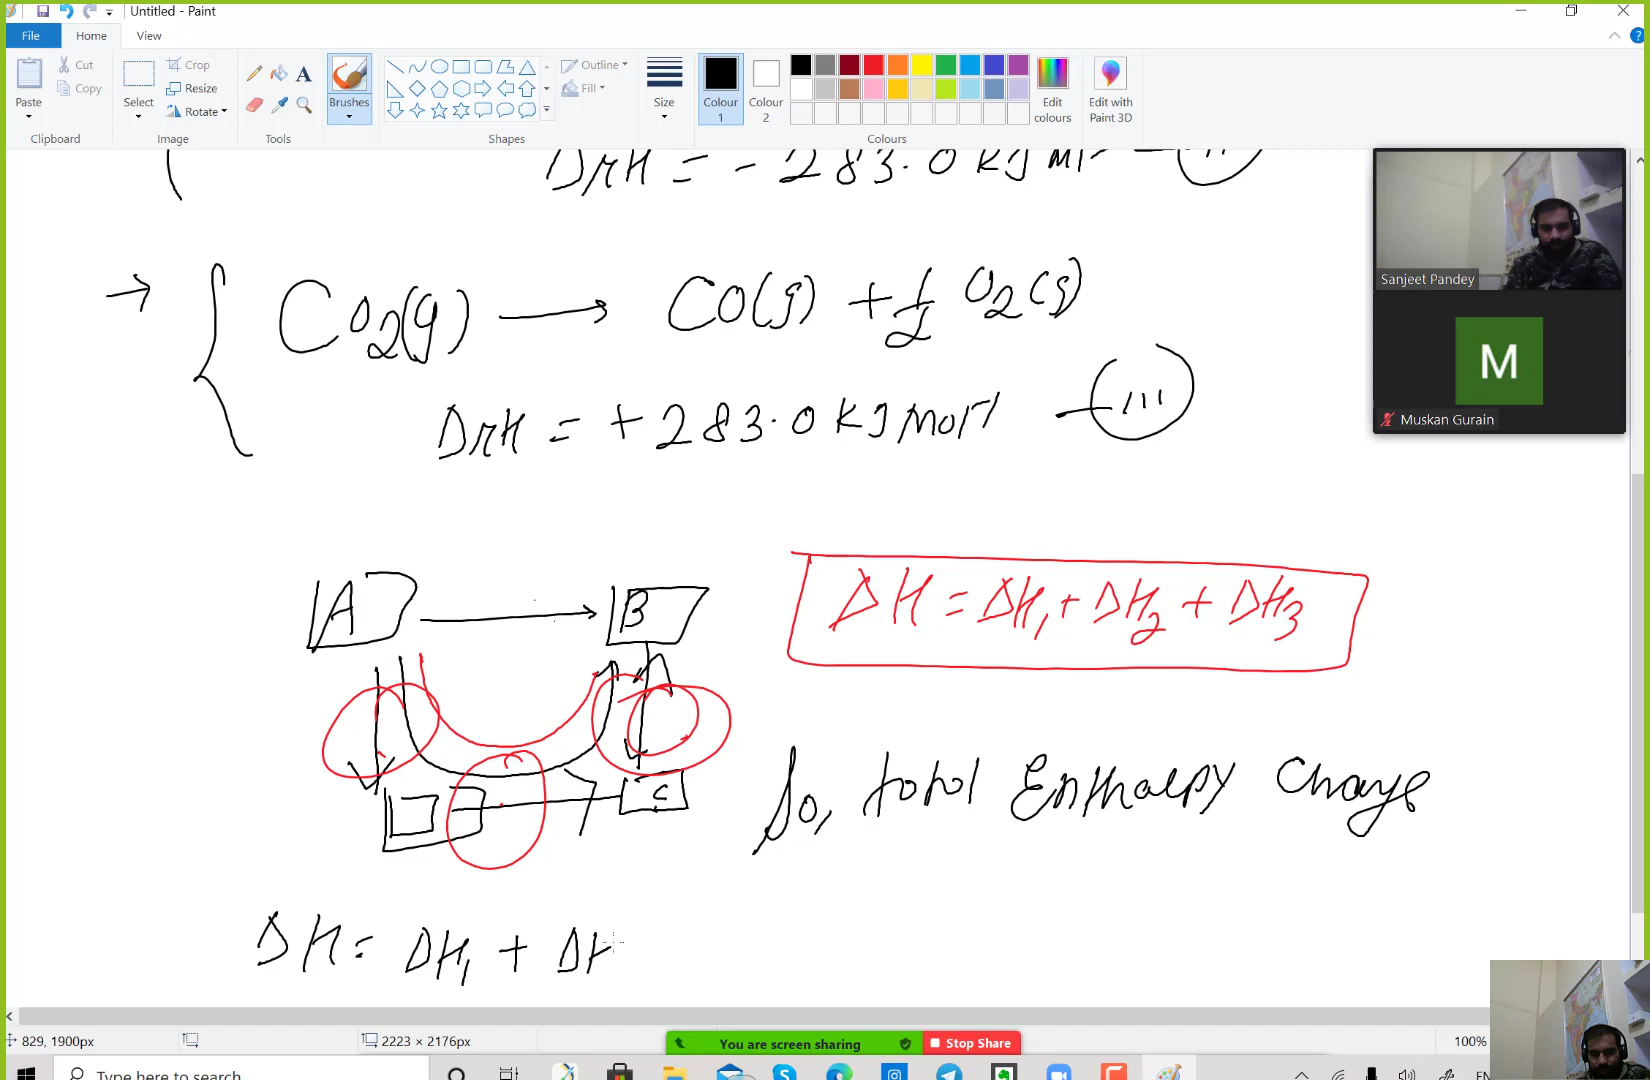 Untitled - Paint
File
Home
View
Cut
Copy
Paste
Clipboard
Crop
Resize
Rotate
Select
Image
Tools
Brushes
Outline
Fill
Shapes
Size
Colour
1
Colour
2
Edit
colours
Colours
Edit with
Paint 3D
ΔrH = - 283.0 KJ
CO2(g) → CO(g) + 1/2 O2(g)
ΔrH = + 283.0 KJ mol-1 - (III)
Sanjeet Pandey
M
Muskan Gurain
A → B
C
ΔH = ΔH1 + ΔH2 + ΔH3
So, total Enthalpy Change
ΔH = ΔH1 + ΔH
829, 1900px
2223 × 2176px
You are screen sharing
Stop Share
100%
Type here to search
EN